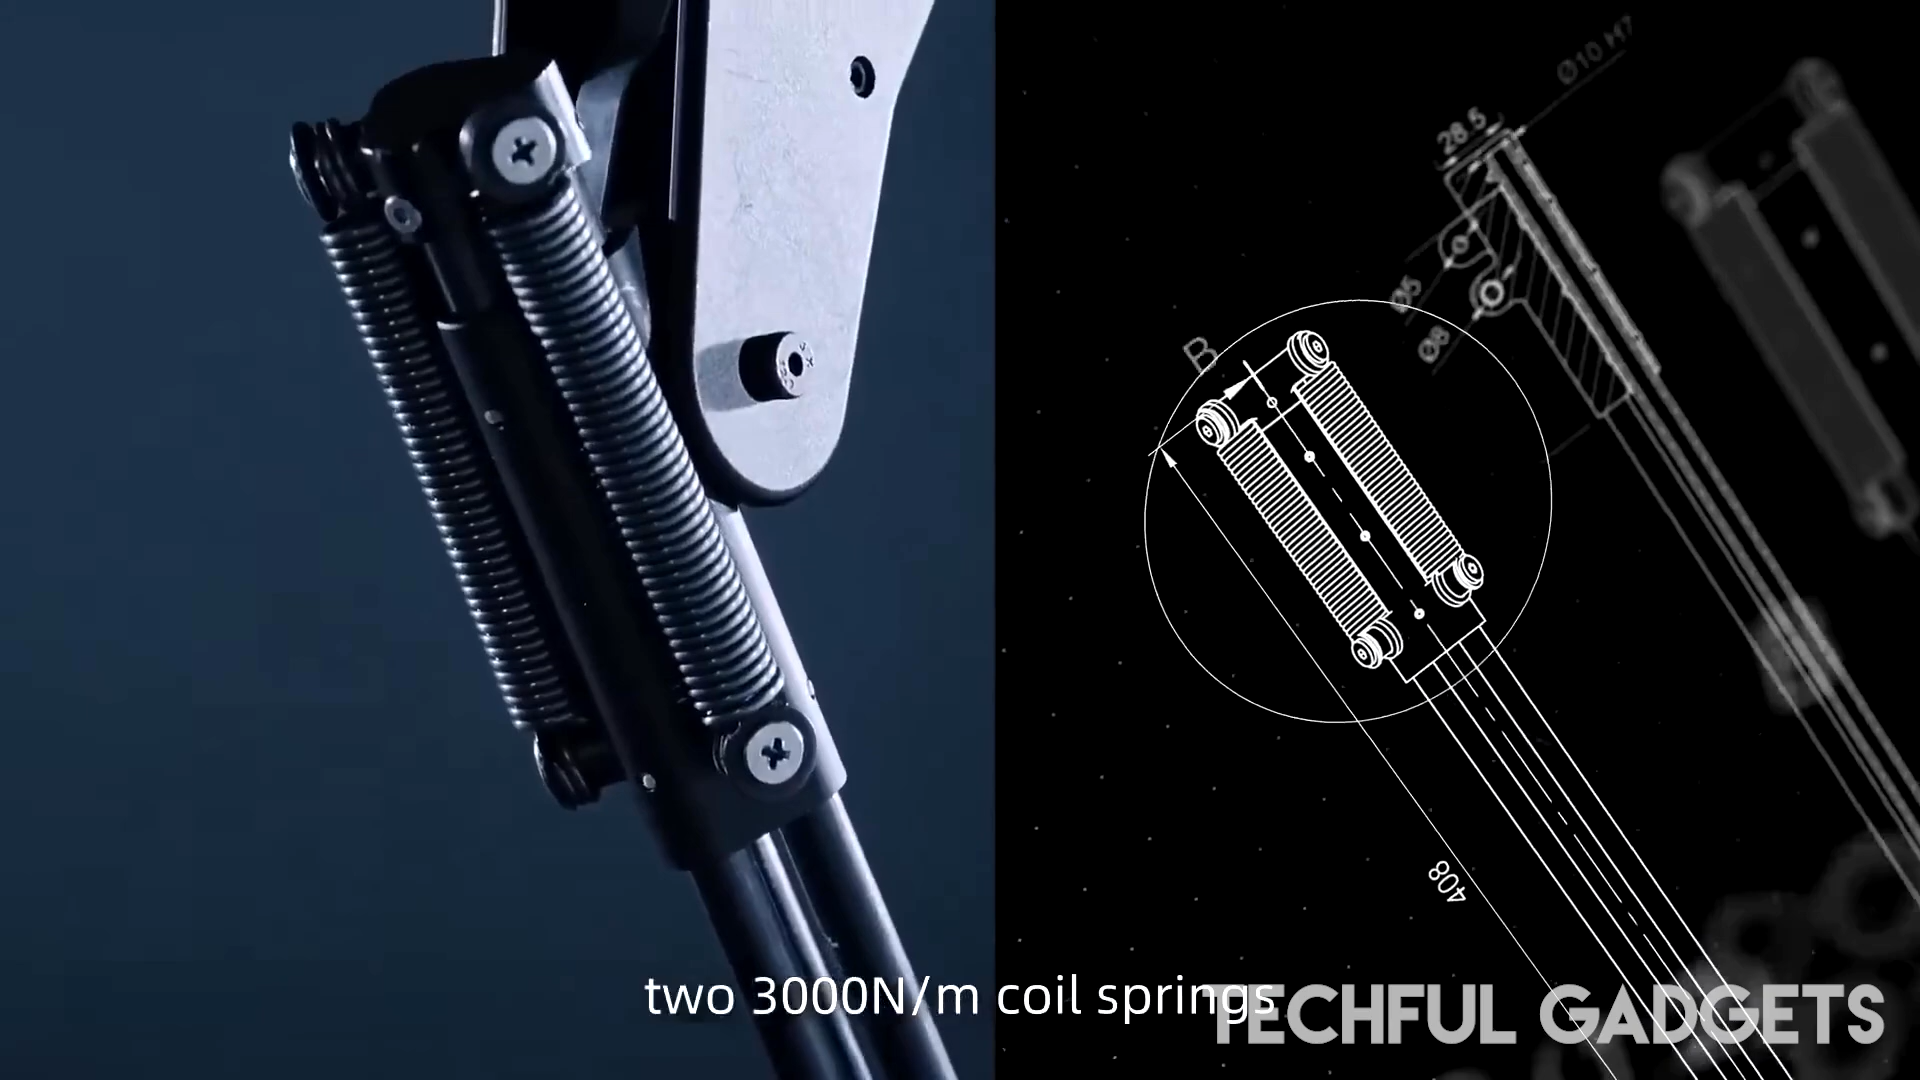 Ø10 H7
28.5
Ø5
Ø8
B
408
two 3000N/m coil springs
TECHFUL GADGETS